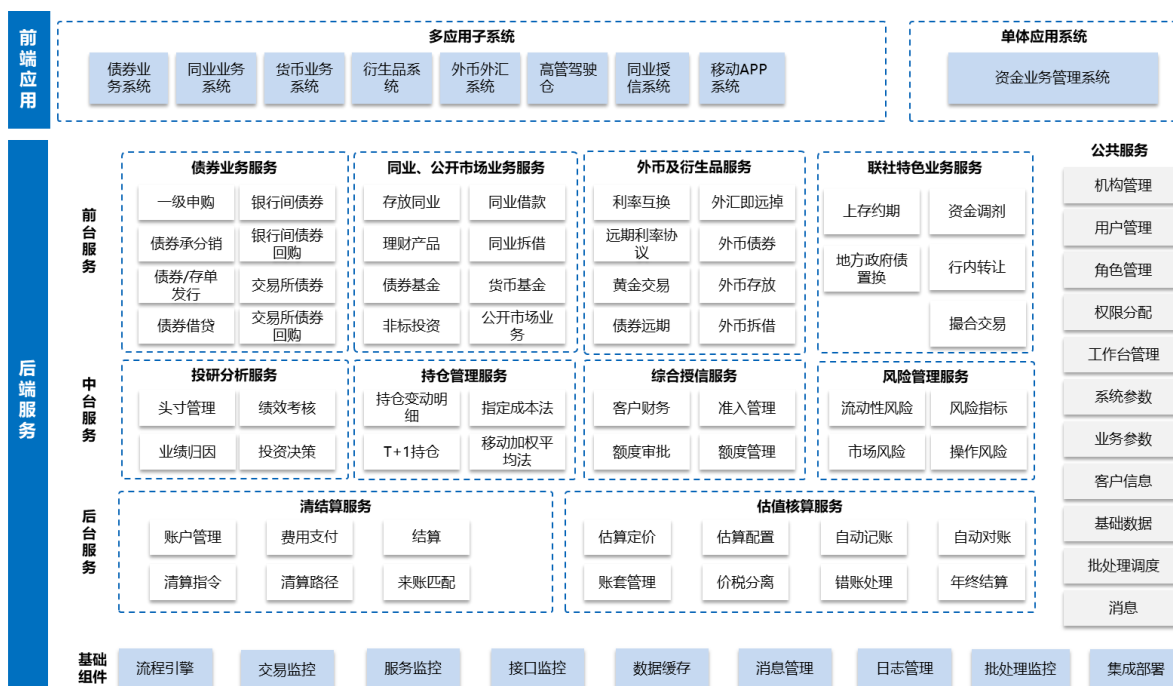 前端应用
多应用子系统
债券业
务系统
同业业务
系统
货币业务
系统
衍生品系
统
外币外汇
系统
高管驾驶
仓
同业授
信系统
移动APP
系统
单体应用系统
资金业务管理系统
后端服务
前台服务
债券业务服务
一级申购
银行间债券
债券承分销
银行间债券
回购
债券/存单
发行
交易所债券
债券借贷
交易所债券
回购
同业、公开市场业务服务
存放同业
同业借款
理财产品
同业拆借
债券基金
货币基金
非标投资
公开市场业
务
外币及衍生品服务
利率互换
外汇即远掉
远期利率协
议
外币债券
黄金交易
外币存放
债券远期
外币拆借
联社特色业务服务
上存约期
资金调剂
地方政府债
置换
行内转让
撮合交易
中台服务
投研分析服务
头寸管理
绩效考核
业绩归因
投资决策
持仓管理服务
持仓变动明
细
指定成本法
T+1持仓
移动加权平
均法
综合授信服务
客户财务
准入管理
额度审批
额度管理
风险管理服务
流动性风险
风险指标
市场风险
操作风险
后台服务
清结算服务
账户管理
费用支付
结算
清算指令
清算路径
来账匹配
估值核算服务
估算定价
估算配置
自动记账
自动对账
账套管理
价税分离
错账处理
年终结算
公共服务
机构管理
用户管理
角色管理
权限分配
工作台管理
系统参数
业务参数
客户信息
基础数据
批处理调度
消息
基础
组件
流程引擎
交易监控
服务监控
接口监控
数据缓存
消息管理
日志管理
批处理监控
集成部署